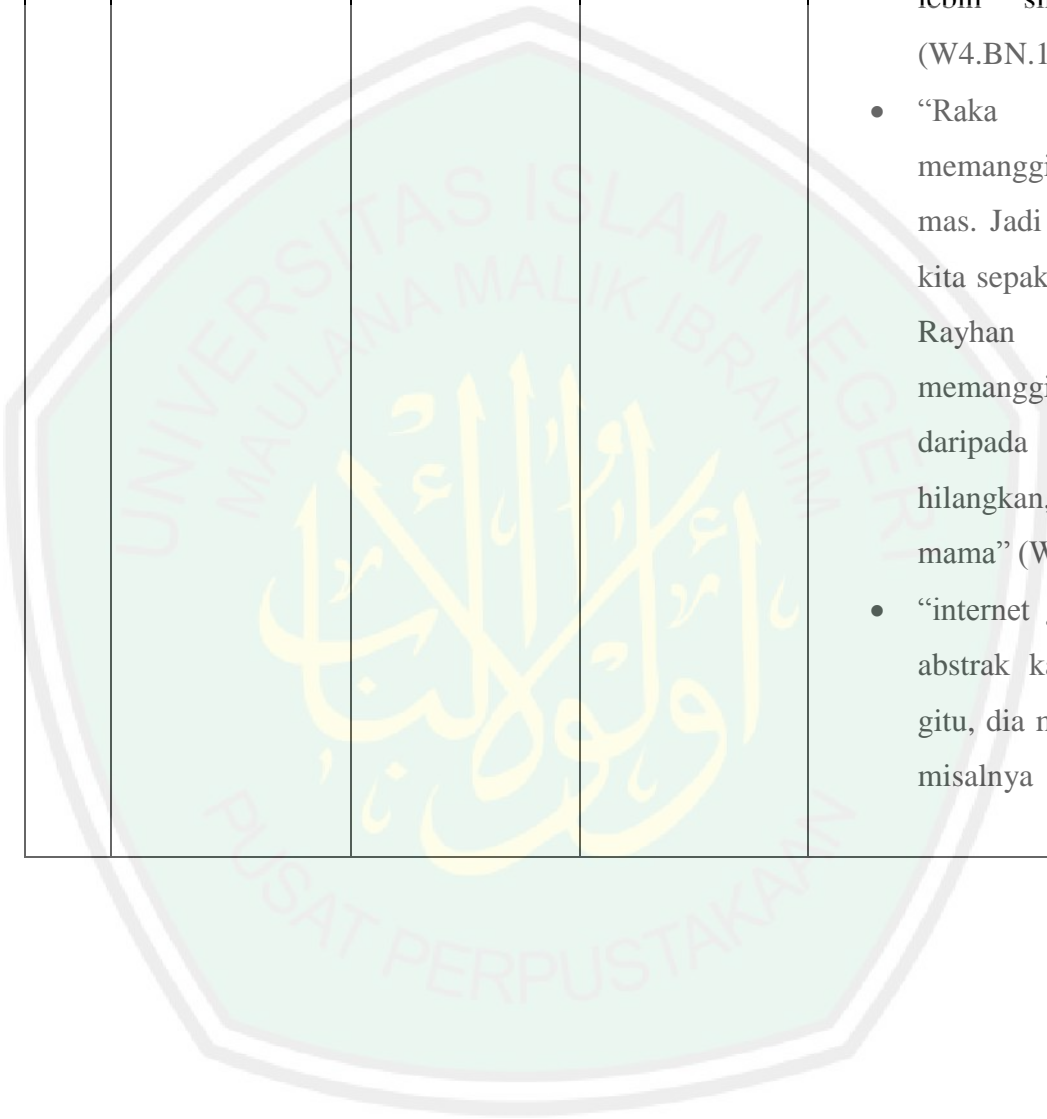 lebih
(W4.BN.1
• “Raka
memanggi
mas. Jadi
kita sepak
Rayhan
memanggi
daripada
hilangkan,
mama” (W
• “internet
abstrak ka
gitu, dia
misalnya
UNIVERSITAS ISLAM NEGERI
MAULANA MALIK IBRAHIM
PUSAT PERPUSTAKAAN